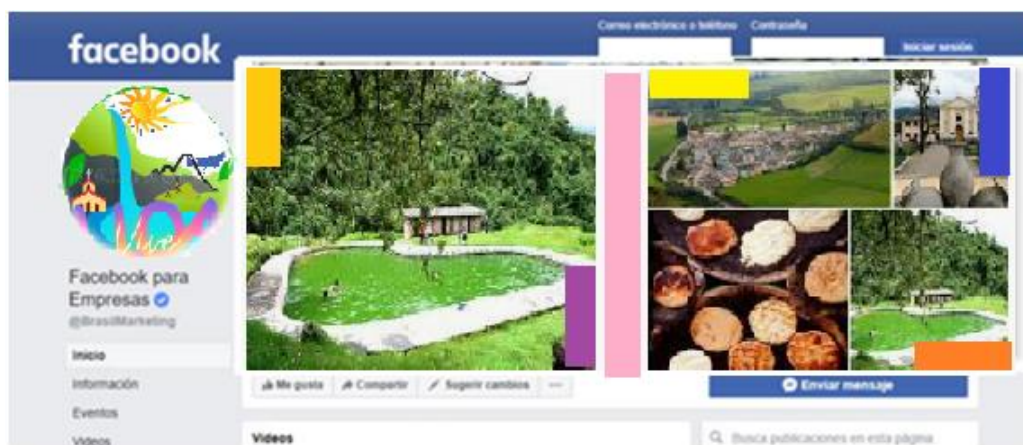 Correo electrónico o teléfono
Contraseña
facebook
Iniciar sesión
Vive
Facebook para
Empresas
@BrasilMarketing
Inicio
Información
Eventos
Videos
Me gusta
Compartir
Sugerir cambios
Enviar mensaje
Videos
Busca publicaciones en esta página